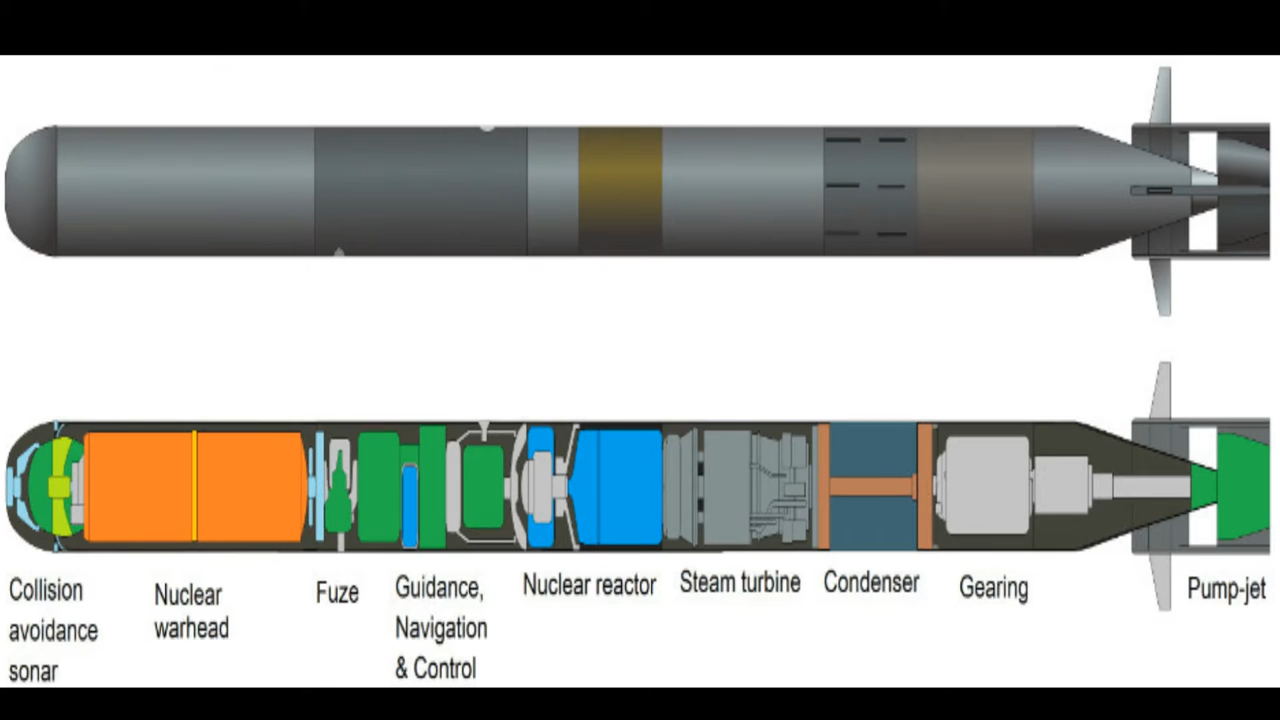 Collision
avoidance
sonar
Nuclear
warhead
Fuze
Guidance,
Navigation
& Control
Nuclear reactor
Steam turbine
Condenser
Gearing
Pump-jet